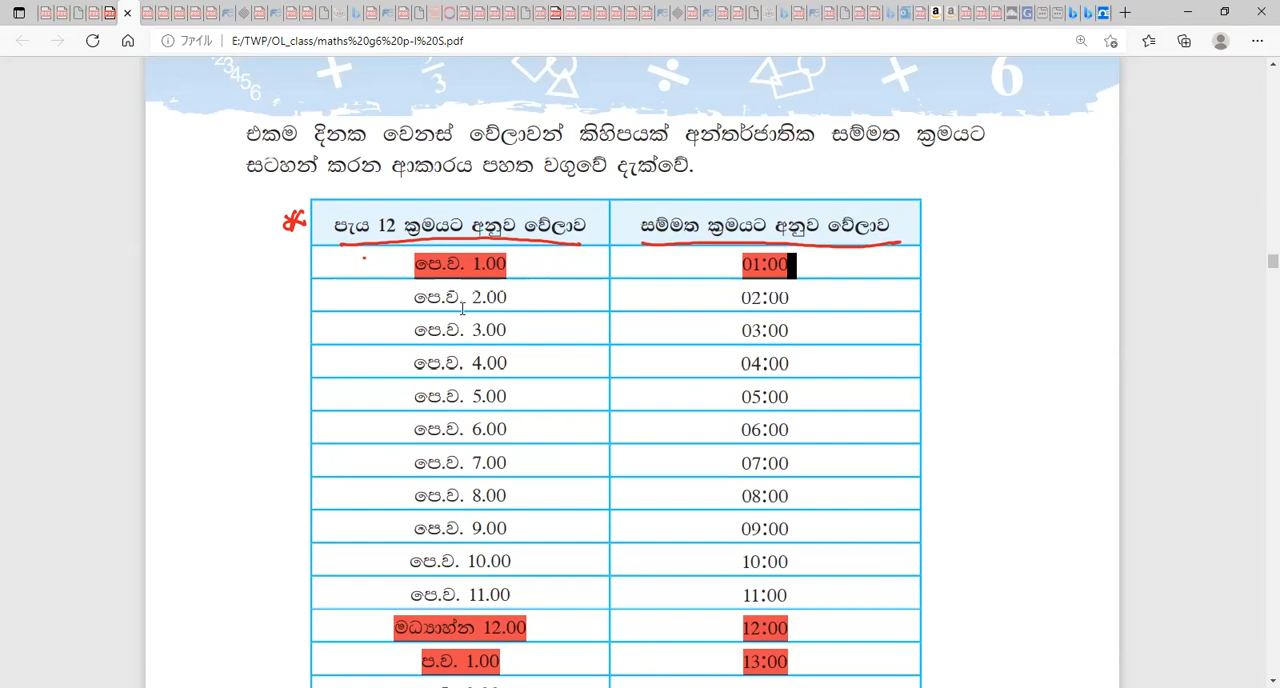 ファイル
E:/TWP/OL_class/maths%20g6%20p-I%20S.pdf
6
එකම දිනක වෙනස් වේලාවන් කිහිපයක් අන්තර්ජාතික සම්මත ක්‍රමයට
සටහන් කරන ආකාරය පහත වගුවේ දැක්වේ.
පැය 12 ක්‍රමයට අනුව වේලාව සම්මත ක්‍රමයට අනුව වේලාව
පෙ.ව. 1.00 01:00
පෙ.ව. 2.00 02:00
පෙ.ව. 3.00 03:00
පෙ.ව. 4.00 04:00
පෙ.ව. 5.00 05:00
පෙ.ව. 6.00 06:00
පෙ.ව. 7.00 07:00
පෙ.ව. 8.00 08:00
පෙ.ව. 9.00 09:00
පෙ.ව. 10.00 10:00
පෙ.ව. 11.00 11:00
මධ්‍යාහ්න 12.00 12:00
ප.ව. 1.00 13:00